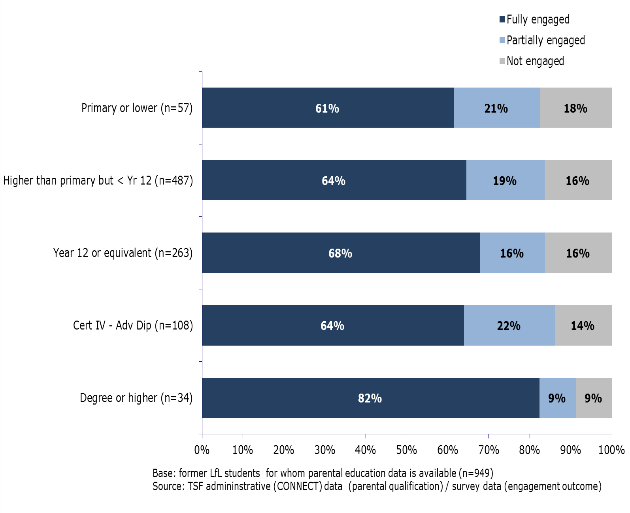 Fully engaged
Partially engaged
Not engaged
Primary or lower (n=57)
61%
21%
18%
Higher than primary but < Yr 12 (n=487)
64%
19%
16%
Year 12 or equivalent (n=263)
68%
16%
16%
Cert IV - Adv Dip (n=108)
64%
22%
14%
Degree or higher (n=34)
82%
9%
9%
0% 10% 20% 30% 40% 50% 60% 70% 80% 90% 100%
Base: former LfL students for whom parental education data is available (n=949)
Source: TSF admininstrative (CONNECT) data (parental qualification) / survey data (engagement outcome)